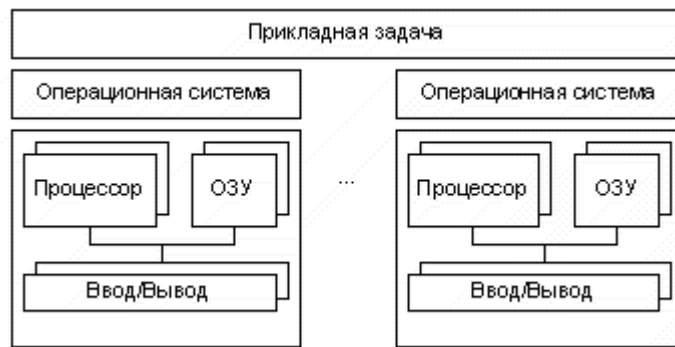 Прикладная задача
Операционная система
Операционная система
Процессор
ОЗУ
...
Процессор
ОЗУ
Ввод/Вывод
Ввод/Вывод